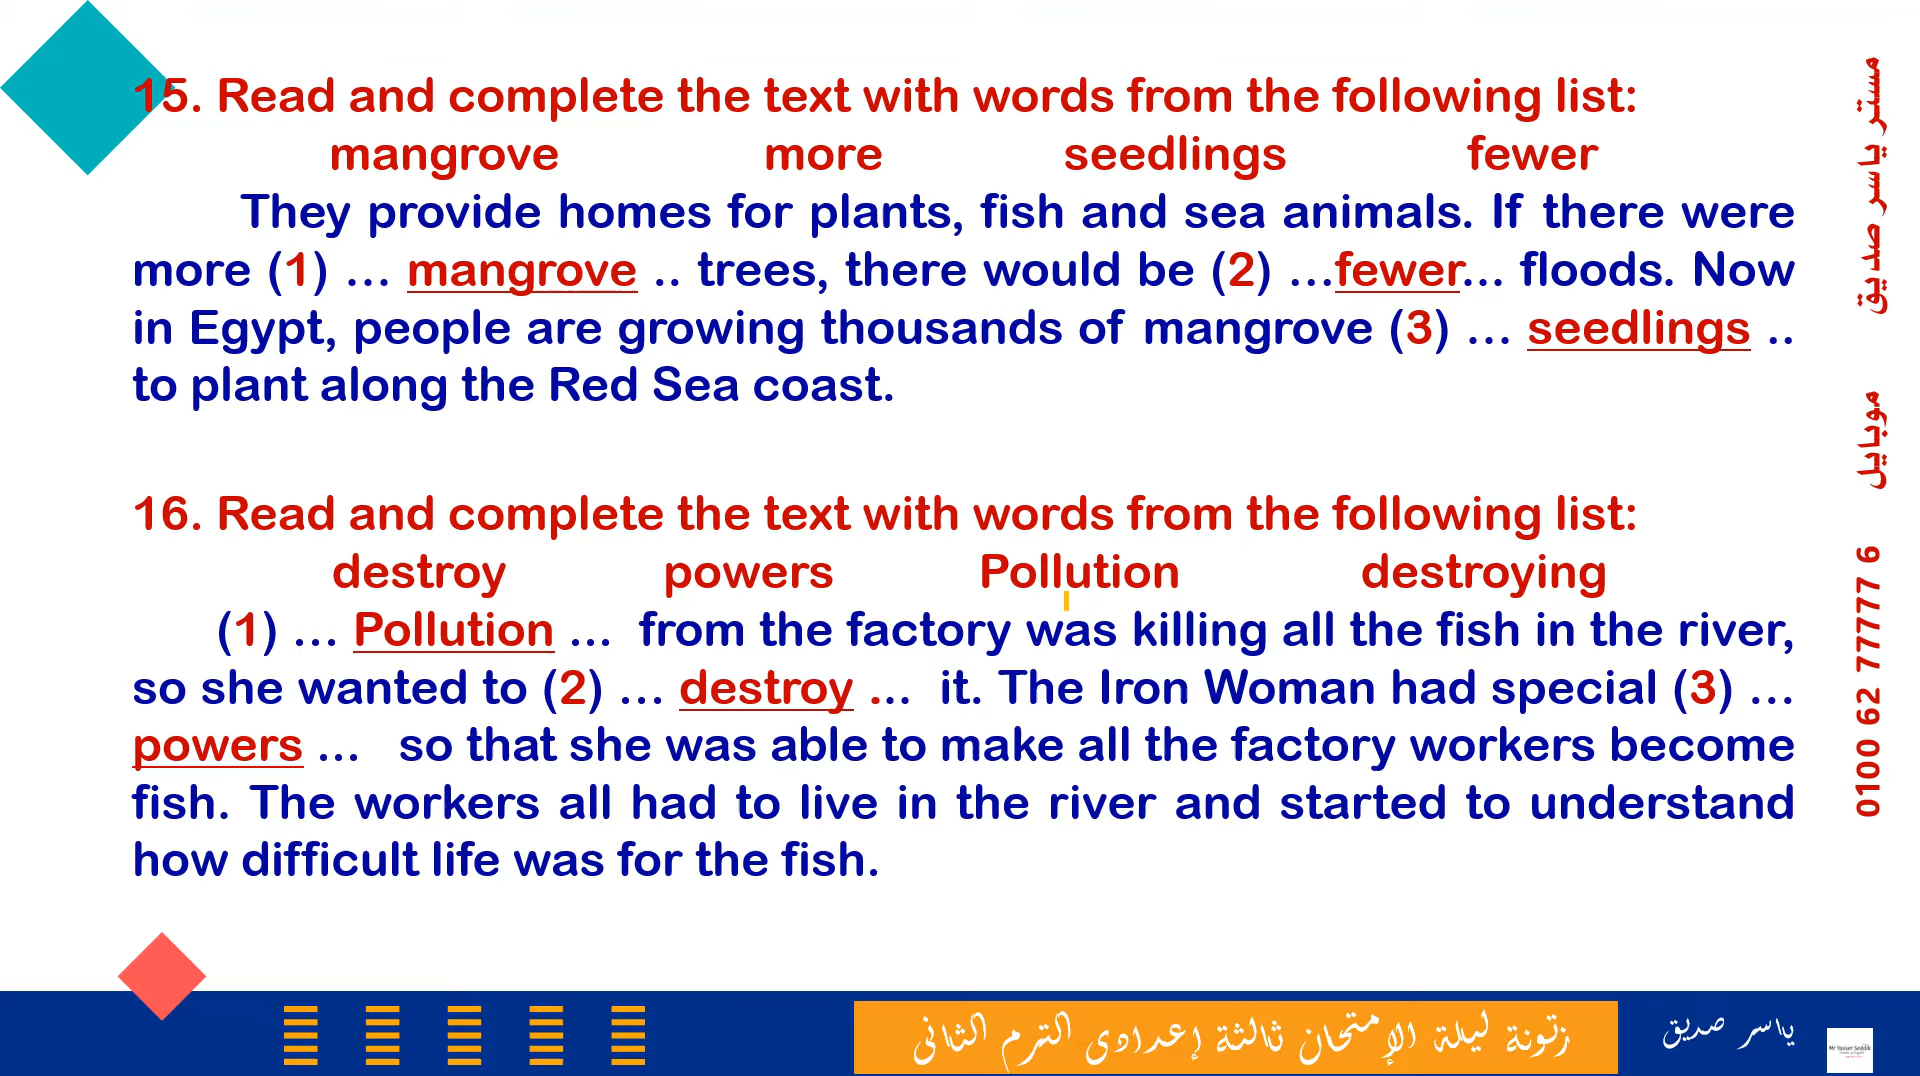 15. Read and complete the text with words from the following list:
mangrove more seedlings fewer
They provide homes for plants, fish and sea animals. If there were
more (1) … mangrove .. trees, there would be (2) …fewer… floods. Now
in Egypt, people are growing thousands of mangrove (3) … seedlings ..
to plant along the Red Sea coast.
16. Read and complete the text with words from the following list:
destroy powers Pollution destroying
(1) … Pollution … from the factory was killing all the fish in the river,
so she wanted to (2) … destroy … it. The Iron Woman had special (3) …
powers … so that she was able to make all the factory workers become
fish. The workers all had to live in the river and started to understand
how difficult life was for the fish.
مستر ياسر صديق موبايل 0100 62 77777 6
زتونة ليلة الإمتحان ثالثة إعدادى الترم الثانى
ياسر صديق
Mr Yasser Seddik